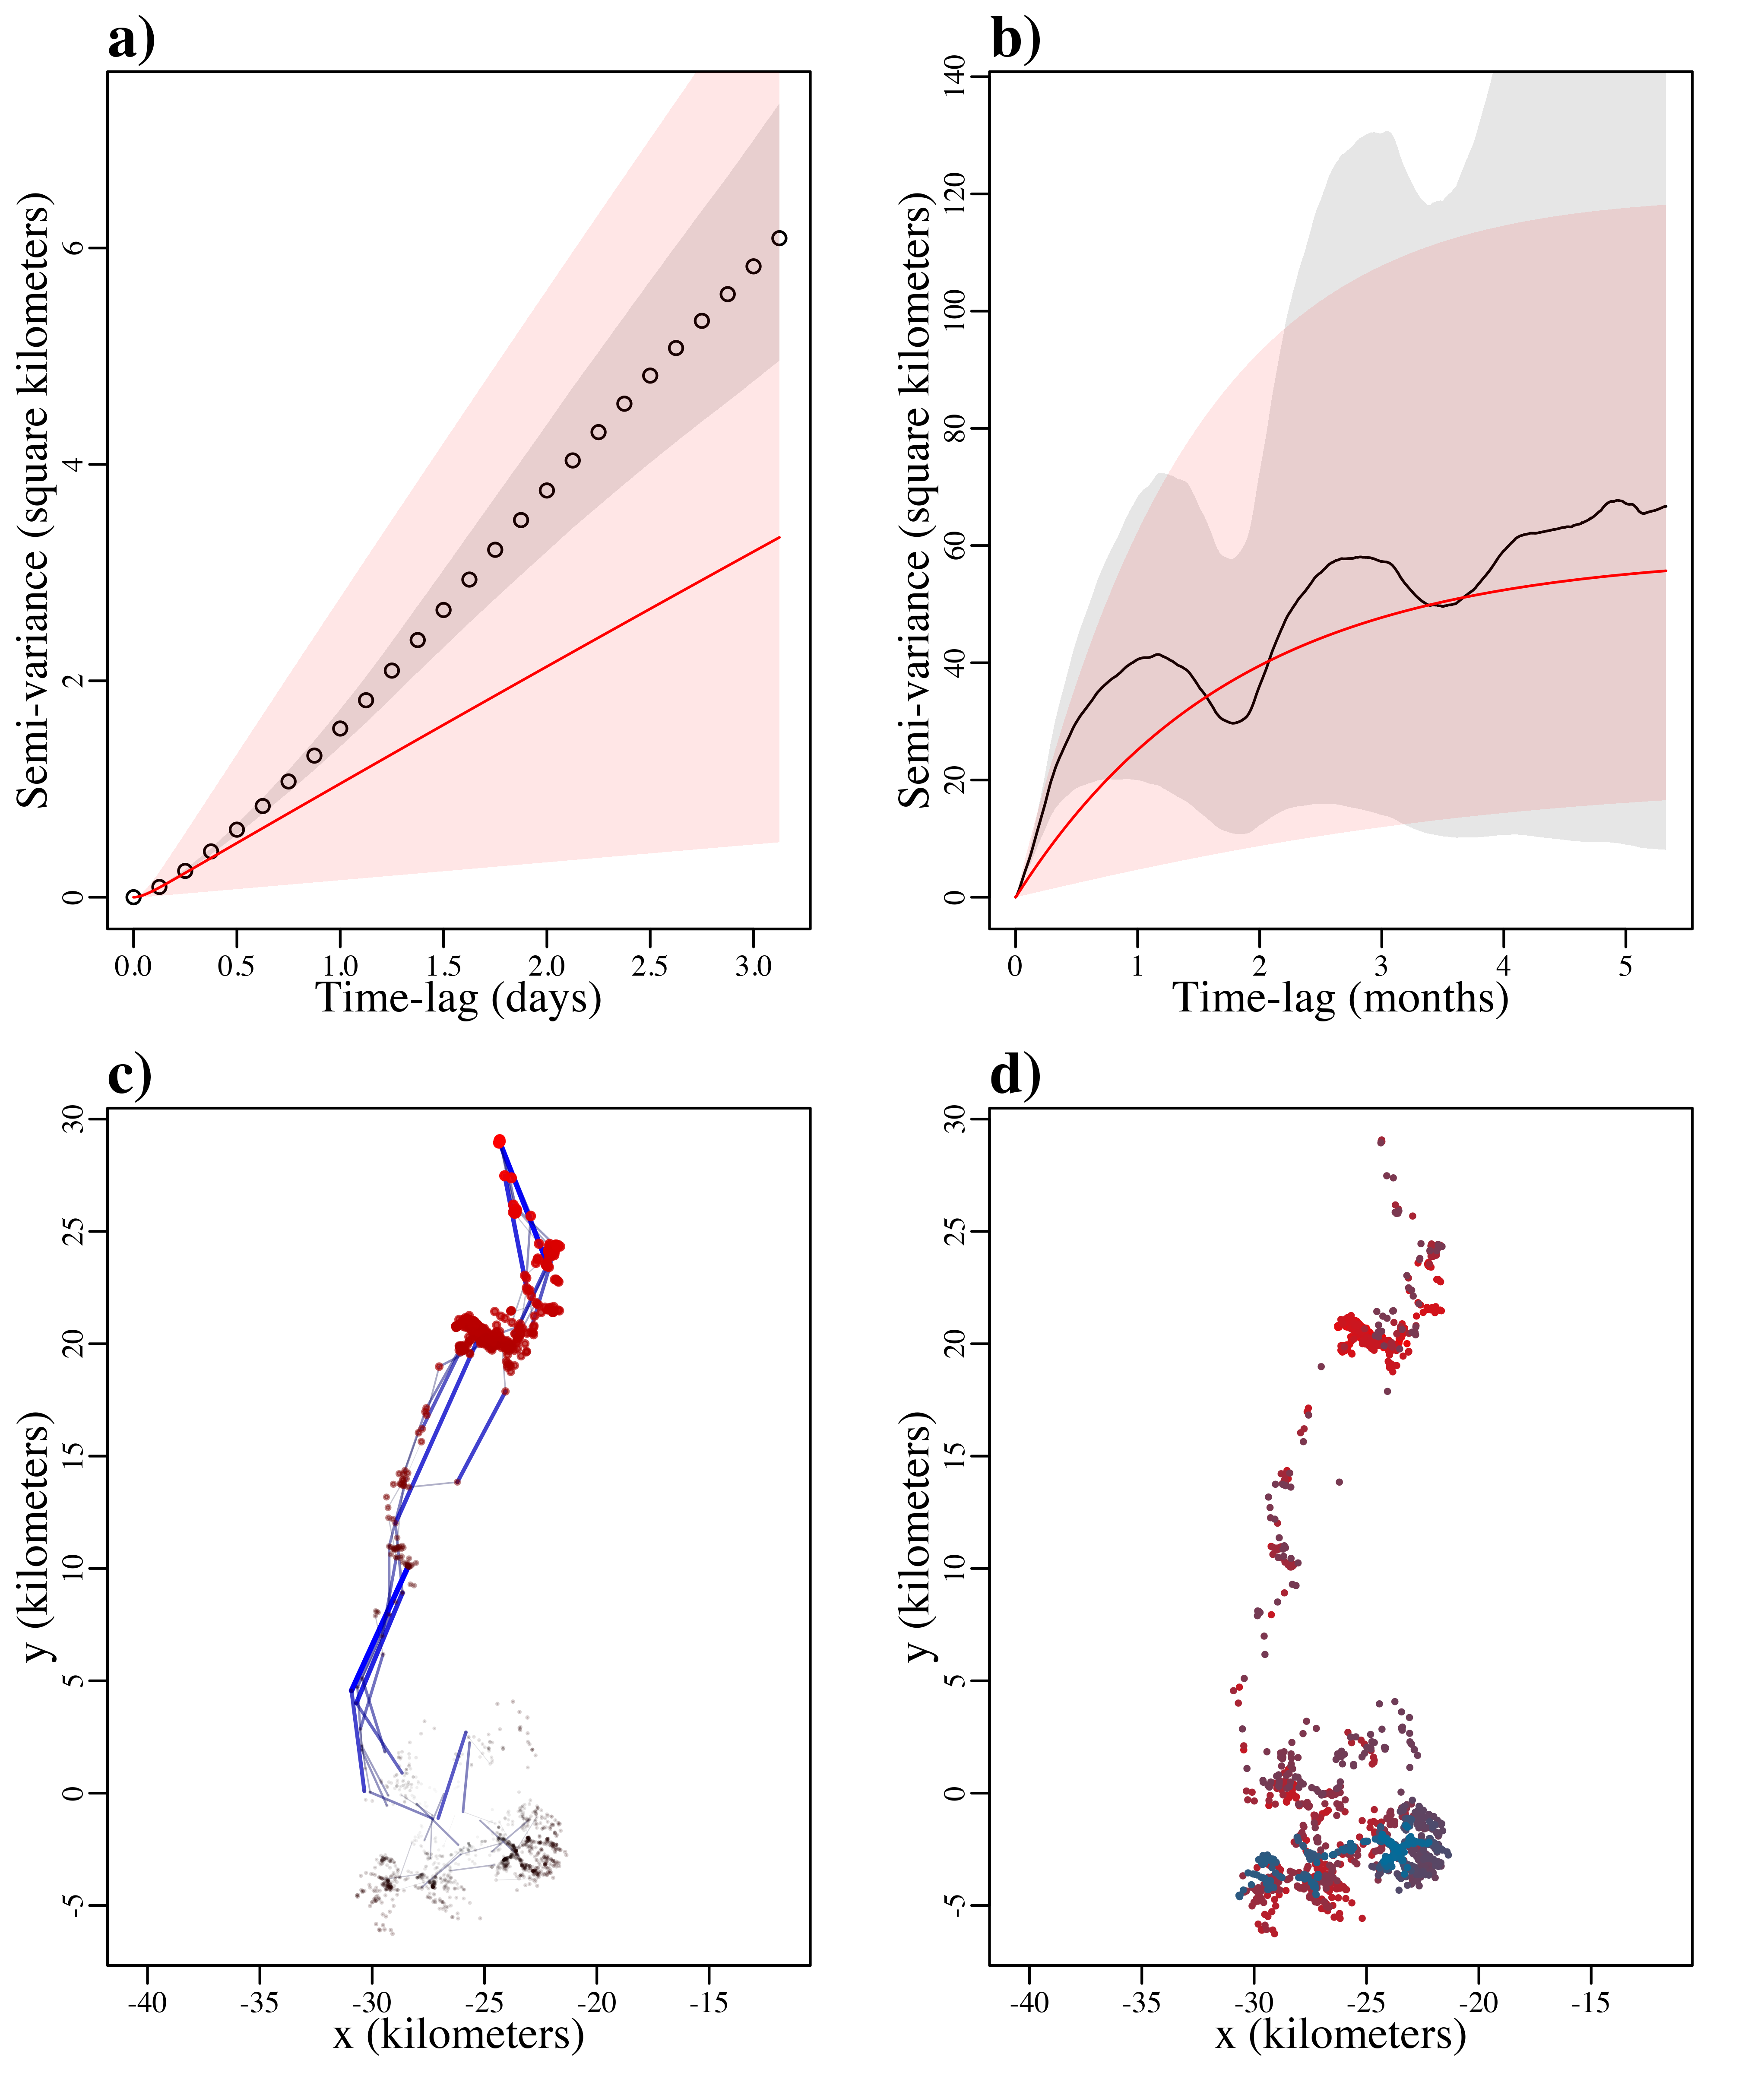 a)
Semi-variance (square kilometers)
6
4
2
0
0.0 0.5 1.0 1.5 2.0 2.5 3.0
Time-lag (days)
b)
Semi-variance (square kilometers)
140
120
100
80
60
40
20
0
0 1 2 3 4 5
Time-lag (months)
c)
y (kilometers)
30
25
20
15
10
5
0
-5
-40 -35 -30 -25 -20 -15
x (kilometers)
d)
y (kilometers)
30
25
20
15
10
5
0
-5
-40 -35 -30 -25 -20 -15
x (kilometers)